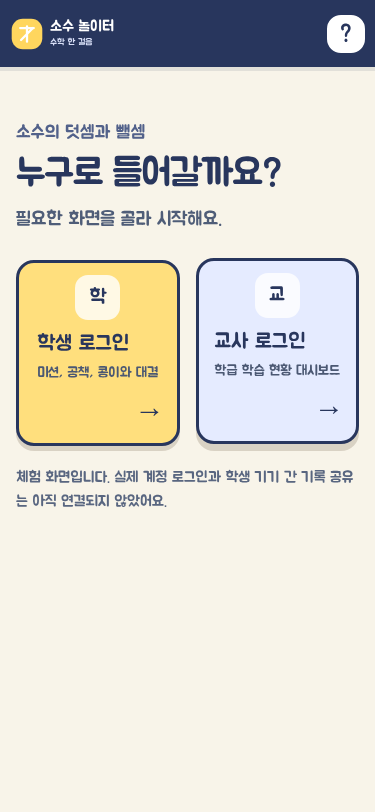 소수 놀이터
수학 한 걸음
?
소수의 덧셈과 뺄셈
누구로 들어갈까요?
필요한 화면을 골라 시작해요.
학
학생 로그인
미션, 공책, 콩이와 대결
→
교
교사 로그인
학급 학습 현황 대시보드
→
체험 화면입니다. 실제 계정 로그인과 학생 기기 간 기록 공유
는 아직 연결되지 않았어요.